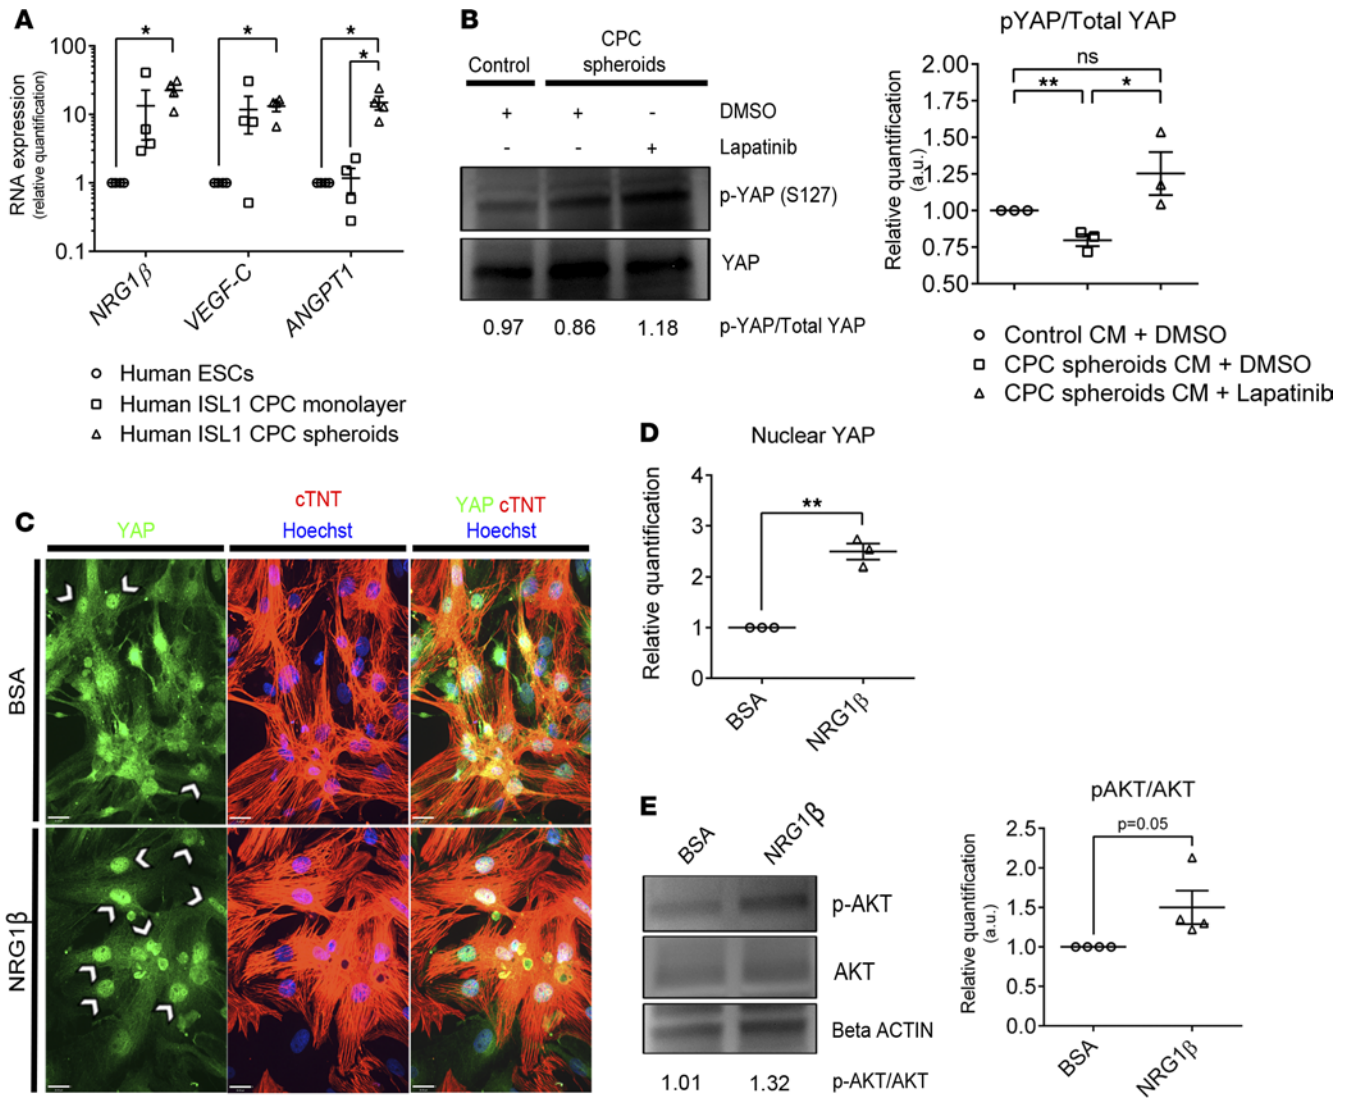 A
RNA expression
(relative quantification)
100
10
1
0.1
*
*
*
*
NRG1β
VEGF-C
ANGPT1
Human ESCs
Human ISL1 CPC monolayer
Human ISL1 CPC spheroids
B
Control
CPC
spheroids
+ + - DMSO
- - + Lapatinib
p-YAP (S127)
YAP
0.97 0.86 1.18 p-YAP/Total YAP
pYAP/Total YAP
Relative quantification
(a.u.)
2.00
1.75
1.50
1.25
1.00
0.75
0.50
ns
**
*
Control CM + DMSO
CPC spheroids CM + DMSO
CPC spheroids CM + Lapatinib
C
YAP
cTNT
Hoechst
YAP cTNT
Hoechst
BSA
NRG1β
D
Nuclear YAP
Relative quantification
4
3
2
1
0
**
BSA
NRG1β
E
BSA
NRG1β
p-AKT
AKT
Beta ACTIN
1.01 1.32 p-AKT/AKT
pAKT/AKT
Relative quantification
(a.u.)
2.5
2.0
1.5
1.0
0.5
0.0
p=0.05
BSA
NRG1β